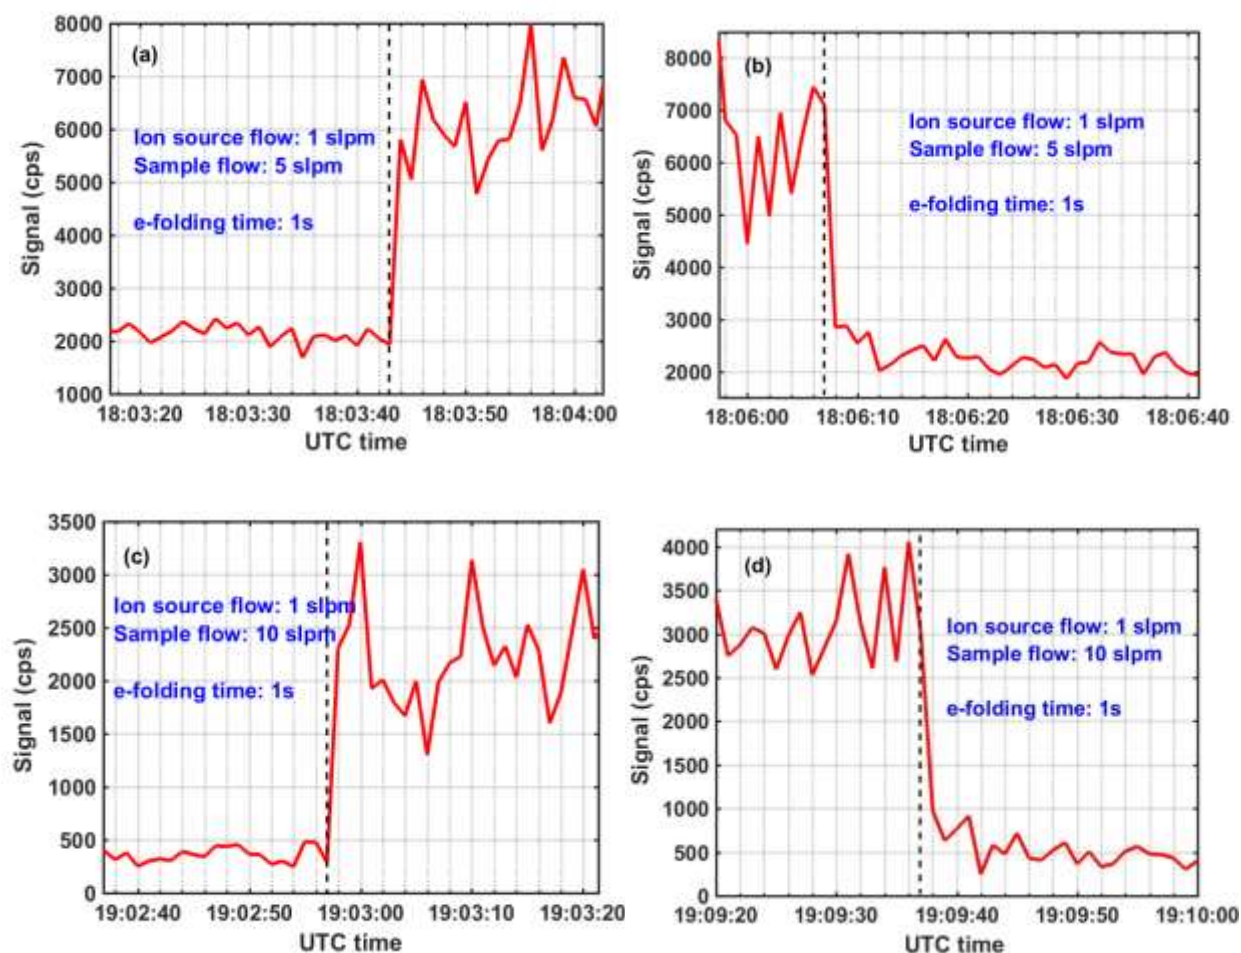 (a)
8000
7000
6000
5000
4000
3000
2000
1000
Signal (cps)
Ion source flow: 1 slpm
Sample flow: 5 slpm
e-folding time: 1s
18:03:20 18:03:30 18:03:40 18:03:50 18:04:00
UTC time
(b)
8000
7000
6000
5000
4000
3000
2000
Signal (cps)
Ion source flow: 1 slpm
Sample flow: 5 slpm
e-folding time: 1s
18:06:00 18:06:10 18:06:20 18:06:30 18:06:40
UTC time
(c)
3500
3000
2500
2000
1500
1000
500
0
Signal (cps)
Ion source flow: 1 slpm
Sample flow: 10 slpm
e-folding time: 1s
19:02:40 19:02:50 19:03:00 19:03:10 19:03:20
UTC time
(d)
4000
3500
3000
2500
2000
1500
1000
500
0
Signal (cps)
Ion source flow: 1 slpm
Sample flow: 10 slpm
e-folding time: 1s
19:09:20 19:09:30 19:09:40 19:09:50 19:10:00
UTC time